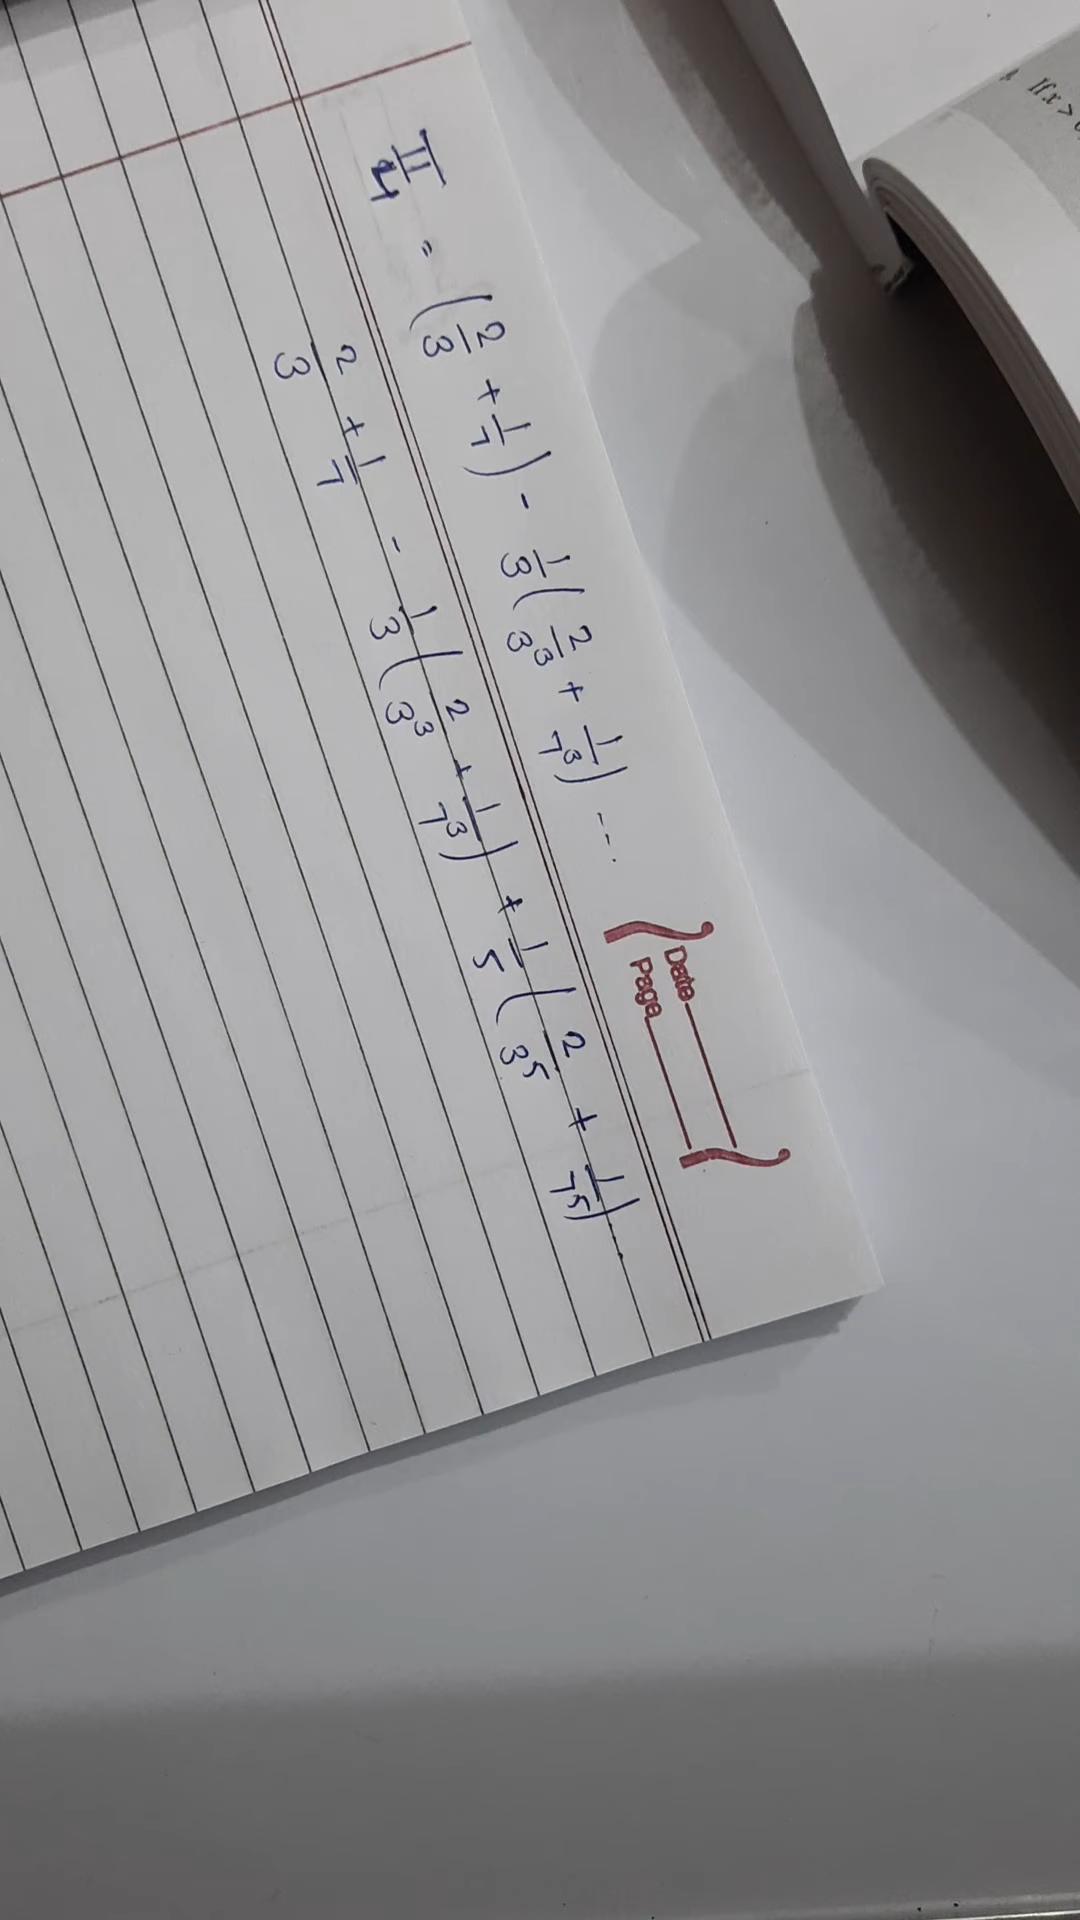 Date
Page
π/4 = (2/3 + 1/7) - 1/3 (2/3³ + 1/7³) ---.
2/3 + 1/7 - 1/3 (2/3³ + 1/7³) + 1/5 (2/3⁵ + 1/7⁵)...
If x >